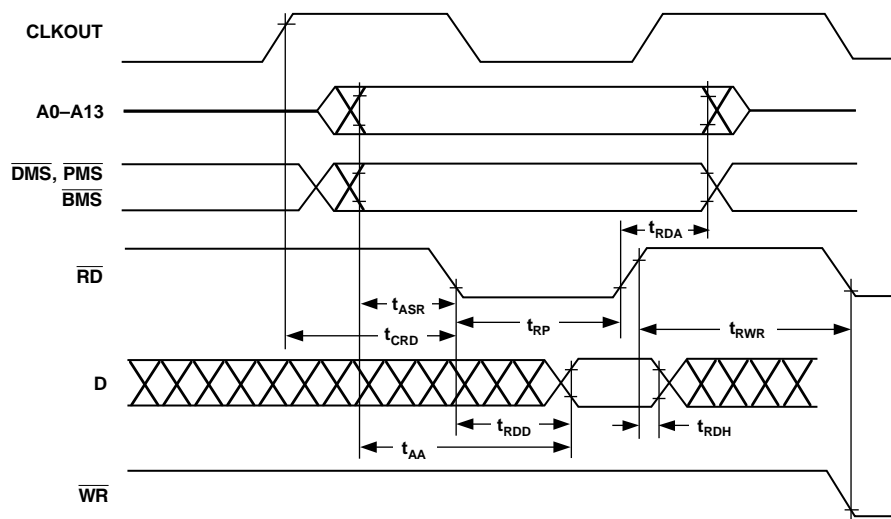 CLKOUT
A0–A13
DMS, PMS
BMS
tRDA
RD
tASR
tRP
tCRD
tRWR
D
tRDD
tRDH
tAA
WR